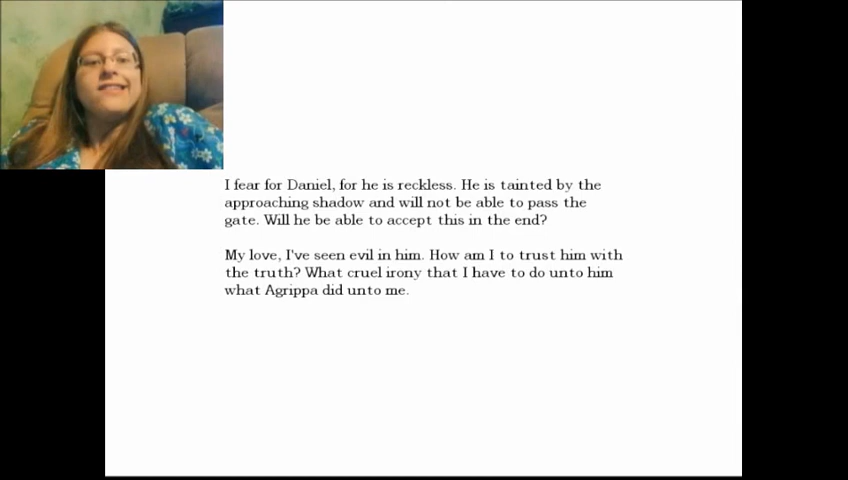 I fear for Daniel, for he is reckless. He is tainted by the
approaching shadow and will not be able to pass the
gate. Will he be able to accept this in the end?
My love, I've seen evil in him. How am I to trust him with
the truth? What cruel irony that I have to do unto him
what Agrippa did unto me.